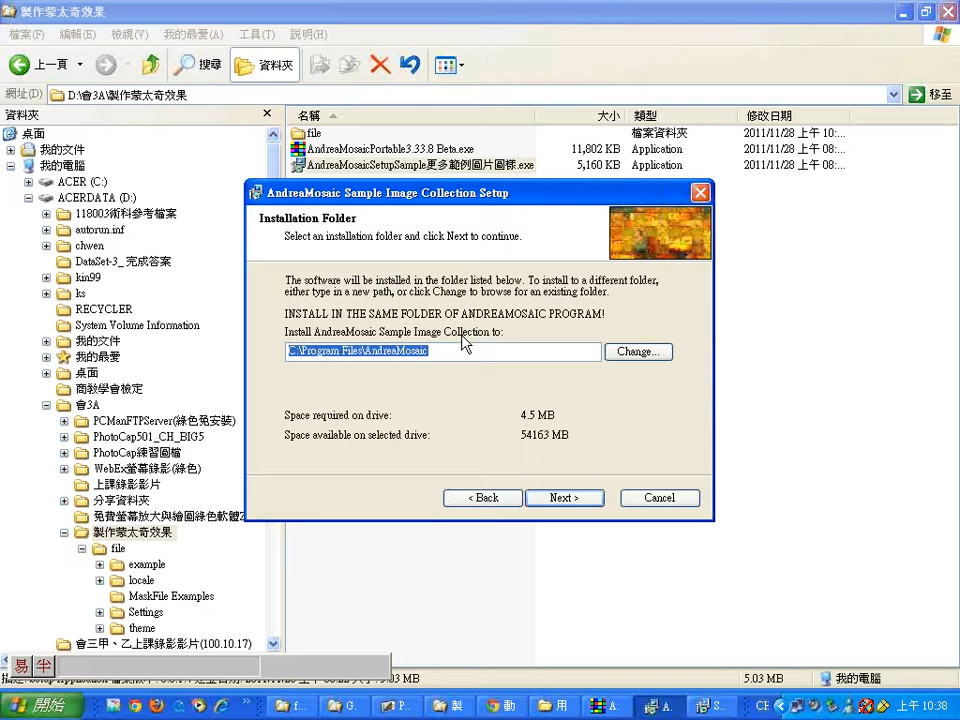 製作蒙太奇效果
檔案(F) 編輯(E) 檢視(V) 我的最愛(A) 工具(T) 說明(H)
上一頁 搜尋 資料夾
網址(D) D:\會3A\製作蒙太奇效果 移至
資料夾
名稱 大小 類型 修改日期
file 檔案資料夾 2011/11/28 上午 10:...
AndreaMosaicPortable3.33.8 Beta.exe 11,802 KB Application 2011/11/28 上午 08:...
AndreaMosaicSetupSample更多範例圖片圖樣.exe 5,160 KB Application 2011/11/28 上午 08:...
桌面
我的文件
我的電腦
ACER (C:)
ACERDATA (D:)
118003術科參考檔案
autorun.inf
chwen
DataSet-3_完成答案
kin99
ks
RECYCLER
System Volume Information
我的文件
我的最愛
桌面
商教學會檢定
會3A
PCManFTPServer(綠色免安裝)
PhotoCap501_CH_BIG5
PhotoCap練習圖檔
WebEx螢幕錄影(綠色)
上課錄影影片
分享資料夾
免費螢幕放大與繪圖綠色軟體Z
製作蒙太奇效果
file
example
locale
MaskFile Examples
Settings
theme
會三甲、乙上課錄影影片(100.10.17)
AndreaMosaic Sample Image Collection Setup
Installation Folder
Select an installation folder and click Next to continue.
The software will be installed in the folder listed below. To install to a different folder,
either type in a new path, or click Change to browse for an existing folder.
INSTALL IN THE SAME FOLDER OF ANDREAMOSAIC PROGRAM!
Install AndreaMosaic Sample Image Collection to:
C:\Program Files\AndreaMosaic
Change...
Space required on drive: 4.5 MB
Space available on selected drive: 54163 MB
< Back Next > Cancel
易 半
5.03 MB 我的電腦
開始 f... G. P... 製 動 用 A. A. S. CH 上午 10:38